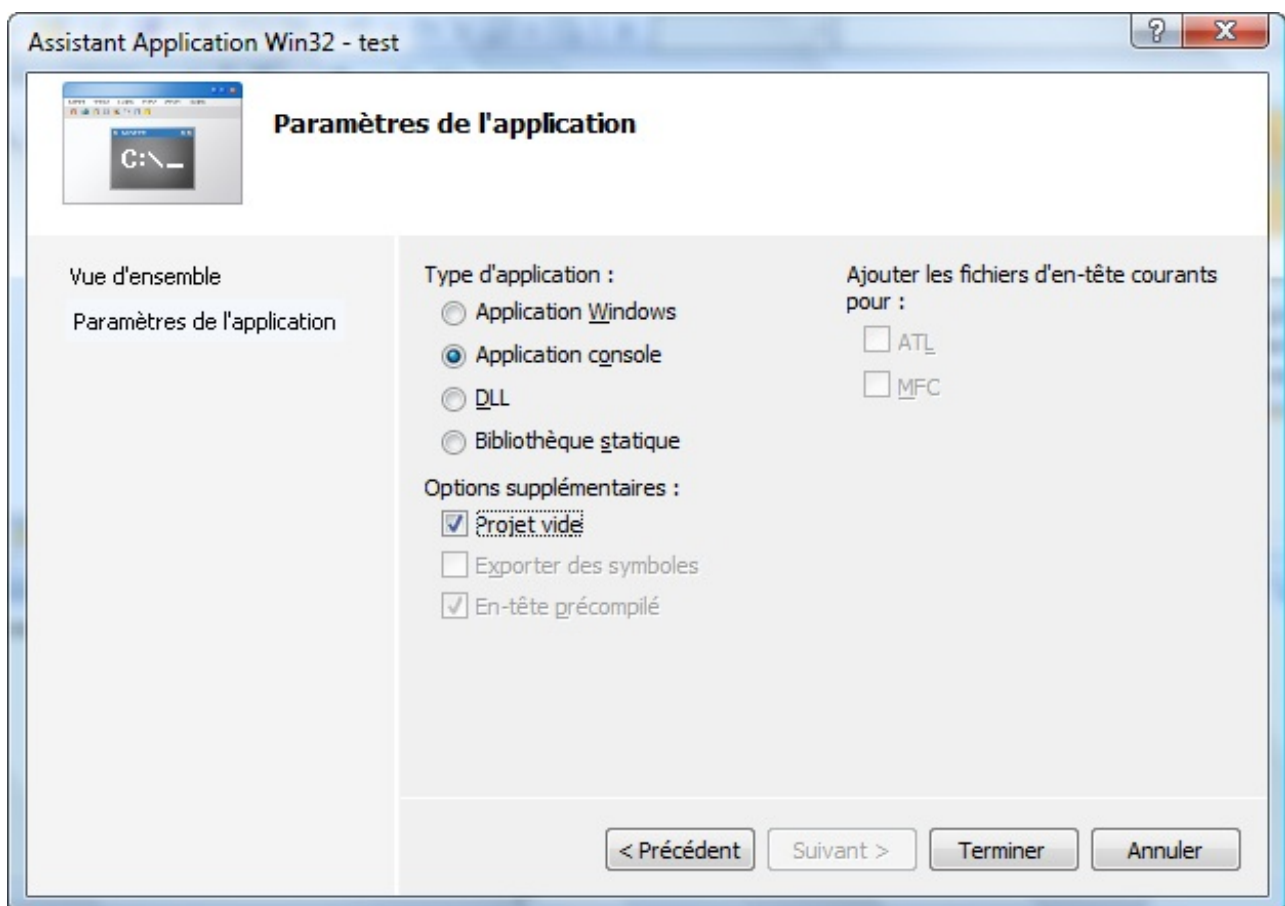 Assistant Application Win32 - test
C:\_
Paramètres de l'application
Vue d'ensemble
Paramètres de l'application
Type d'application :
Application Windows
Application console
DLL
Bibliothèque statique
Options supplémentaires :
Projet vide
Exporter des symboles
En-tête précompilé
Ajouter les fichiers d'en-tête courants
pour :
ATL
MFC
< Précédent
Suivant >
Terminer
Annuler